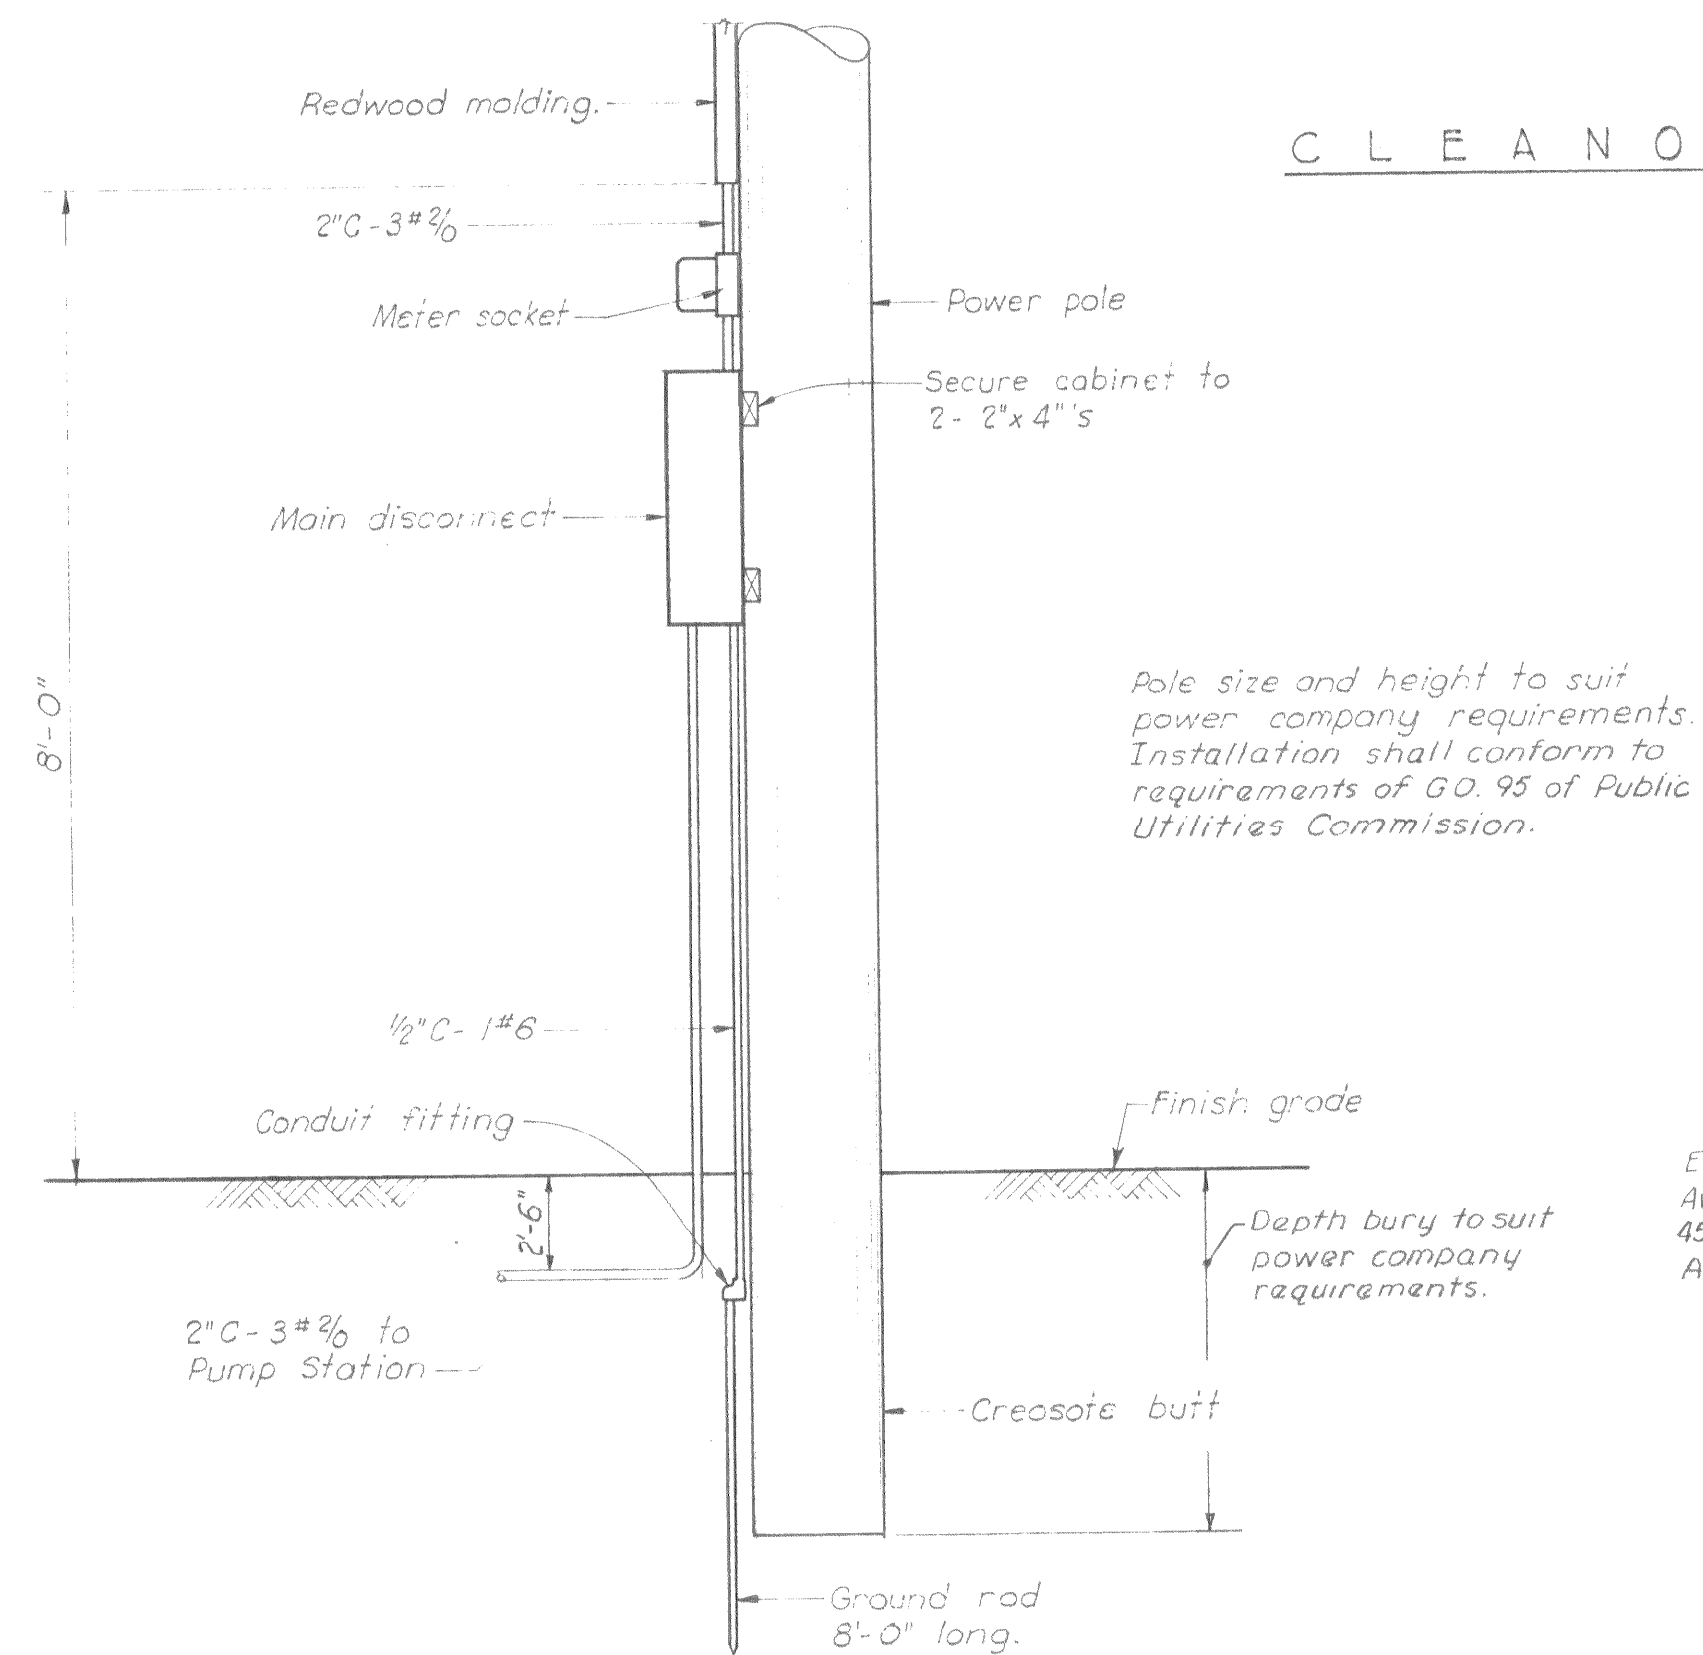 Redwood molding.
C L E A N O
2"C-3#2/0
Meter socket
Power pole
Secure cabinet to
2- 2"x4"'s
Main disconnect
8'-0"
Pole size and height to suit
power company requirements.
Installation shall conform to
requirements of GO. 95 of Public
Utilities Commission.
1/2"C-1#6
Conduit fitting
Finish grade
2'-6"
Depth bury to suit
power company
requirements.
45
A
2"C-3#2/0 to
Pump Station
Creosote butt
Ground rod
8'-0" long.